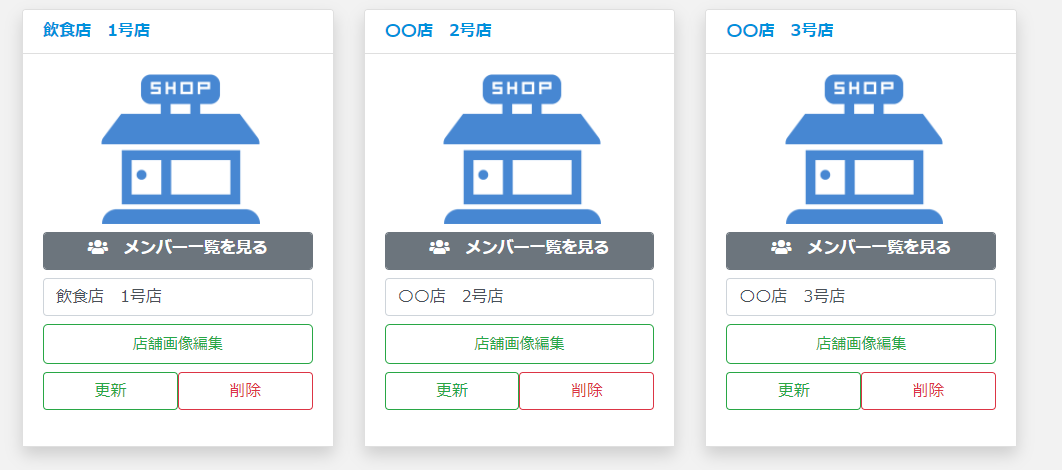 飲食店　1号店
SHOP
メンバー一覧を見る
飲食店　1号店
店舗画像編集
更新
削除
〇〇店　2号店
SHOP
メンバー一覧を見る
〇〇店　2号店
店舗画像編集
更新
削除
〇〇店　3号店
SHOP
メンバー一覧を見る
〇〇店　3号店
店舗画像編集
更新
削除